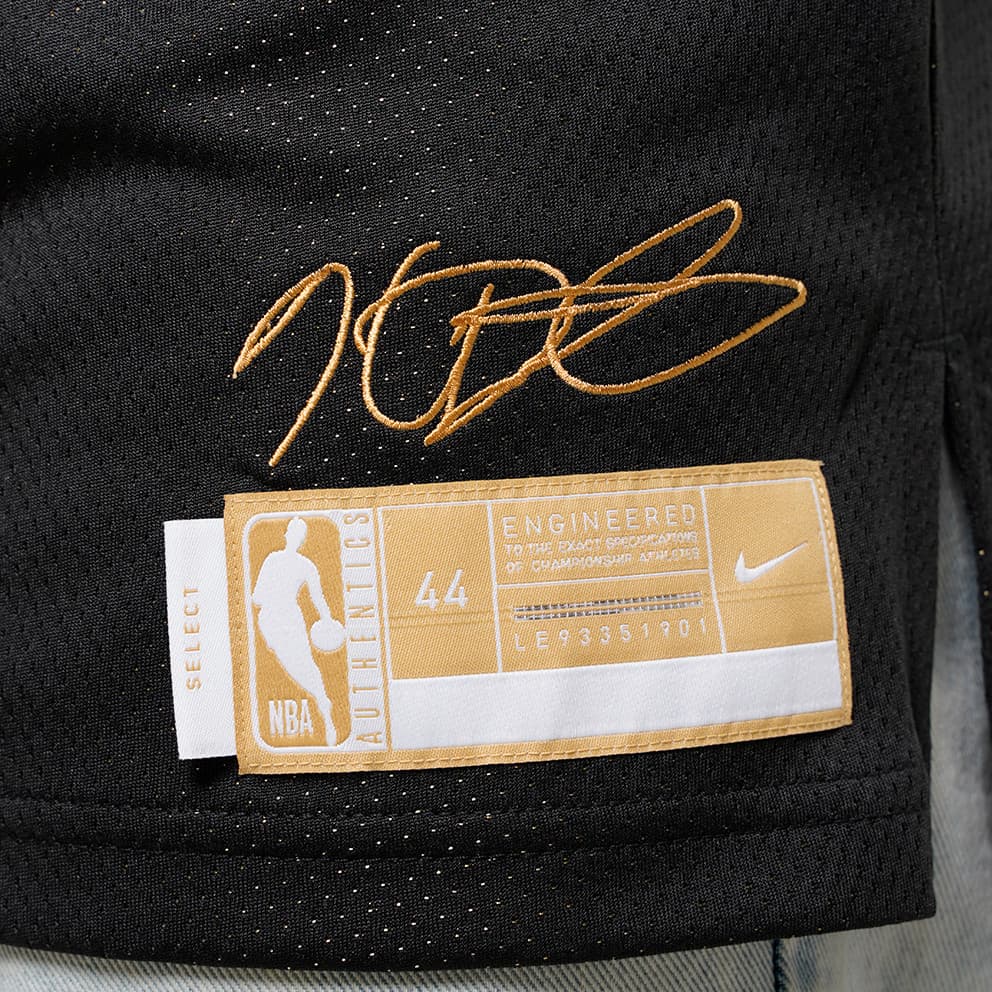 SELECT
NBA
AUTHENTICS
44
ENGINEERED
TO THE EXACT SPECIFICATIONS
OF CHAMPIONSHIP ATHLETES
LE93351901